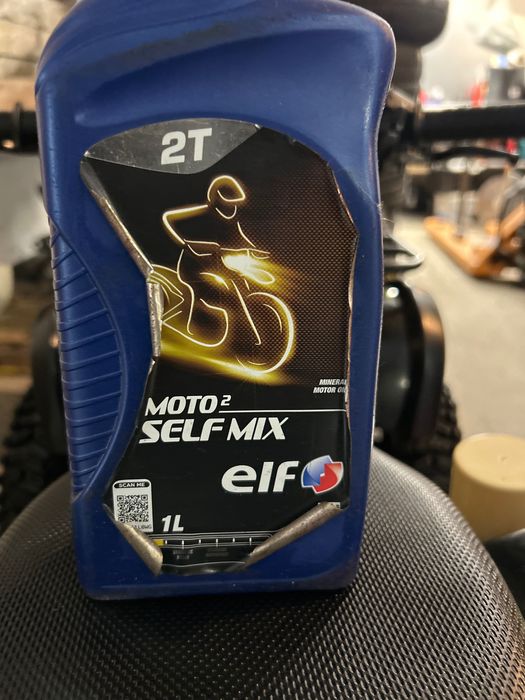 2T
MINERAL
MOTOR OIL
MOTO 2
SELF MIX
elf
SCAN ME
1L